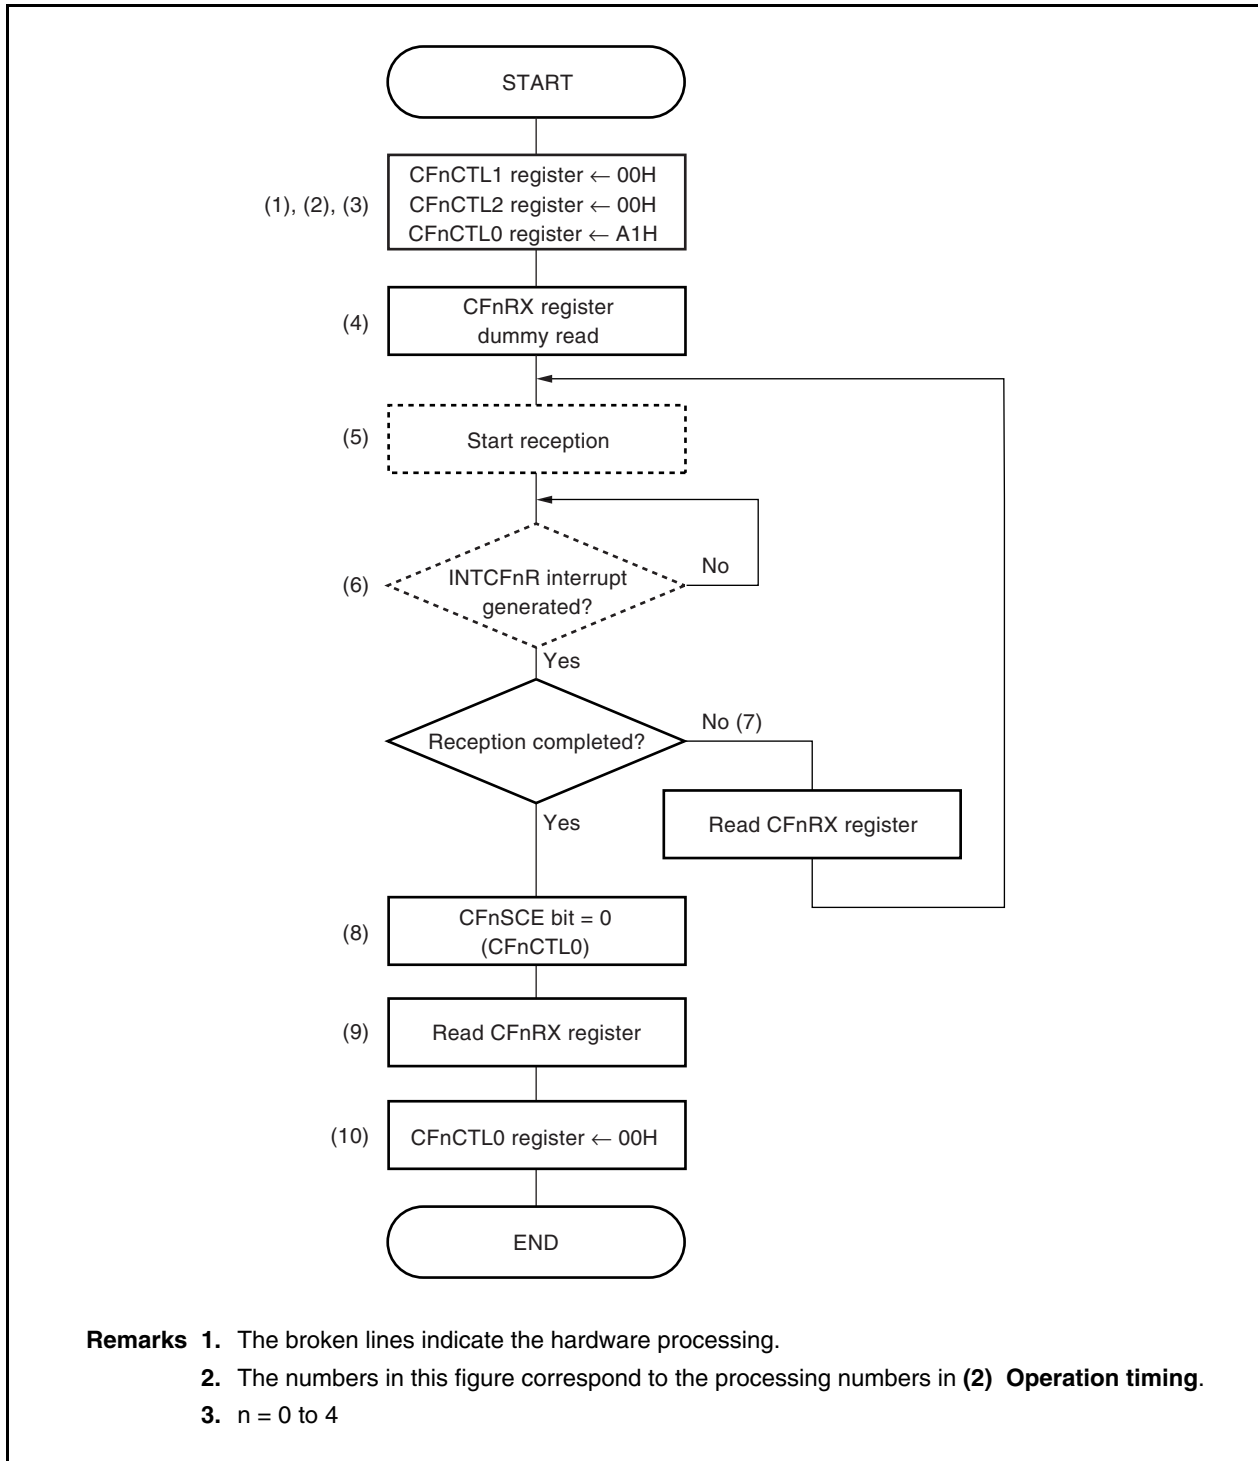 START
(1), (2), (3)
CFnCTL1 register ← 00H
CFnCTL2 register ← 00H
CFnCTL0 register ← A1H
(4)
CFnRX register
dummy read
(5)
Start reception
(6)
INTCFnR interrupt
generated?
No
Yes
Reception completed?
No (7)
Read CFnRX register
Yes
(8)
CFnSCE bit = 0
(CFnCTL0)
(9)
Read CFnRX register
(10)
CFnCTL0 register ← 00H
END
Remarks 1. The broken lines indicate the hardware processing.
2. The numbers in this figure correspond to the processing numbers in (2) Operation timing.
3. n = 0 to 4